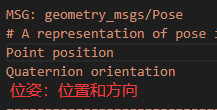 MSG: geometry_msgs/Pose
# A representation of pose
Point position
Quaternion orientation
位姿：位置和方向